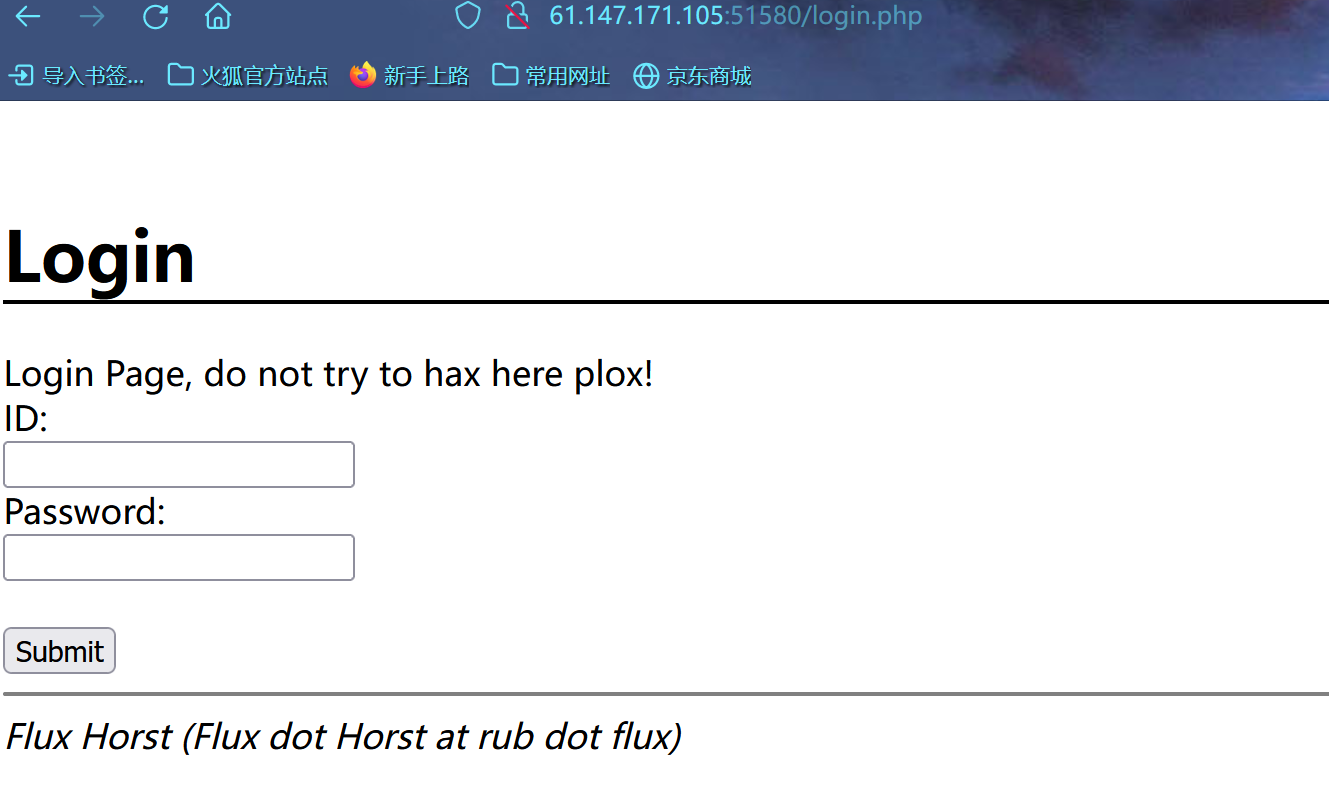 61.147.171.105:51580/login.php
导入书签... 火狐官方站点 新手上路 常用网址 京东商城
Login
Login Page, do not try to hax here plox!
ID:
Password:
Submit
Flux Horst (Flux dot Horst at rub dot flux)